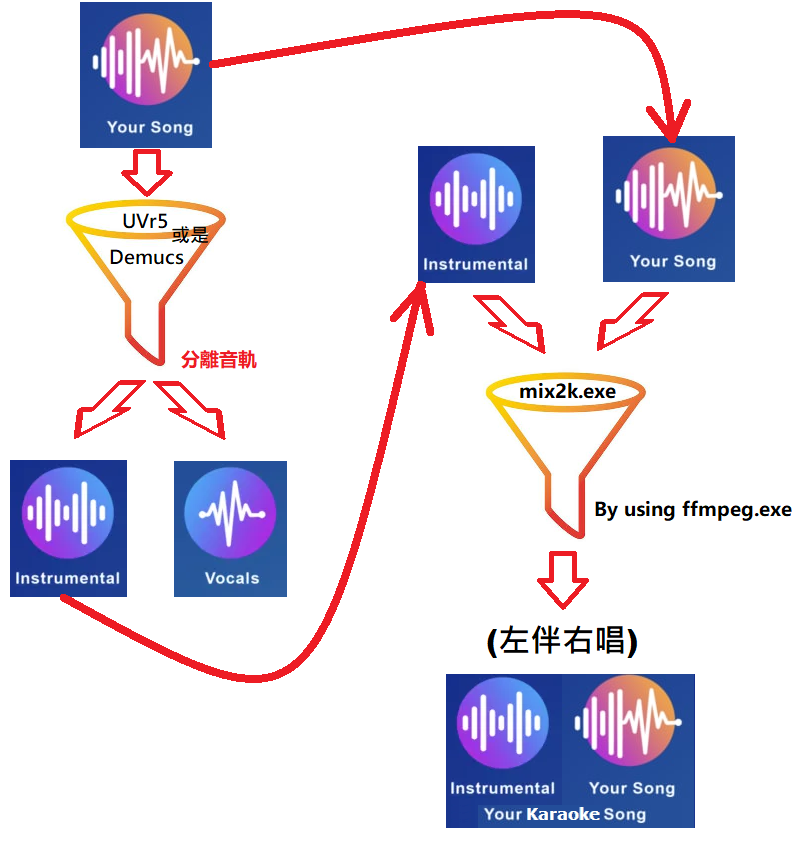 Your Song
UVr5
或是
Demucs
分離音軌
Instrumental
Vocals
Instrumental
Your Song
mix2k.exe
By using ffmpeg.exe
(左伴右唱)
Instrumental
Your Song
Your Karaoke Song